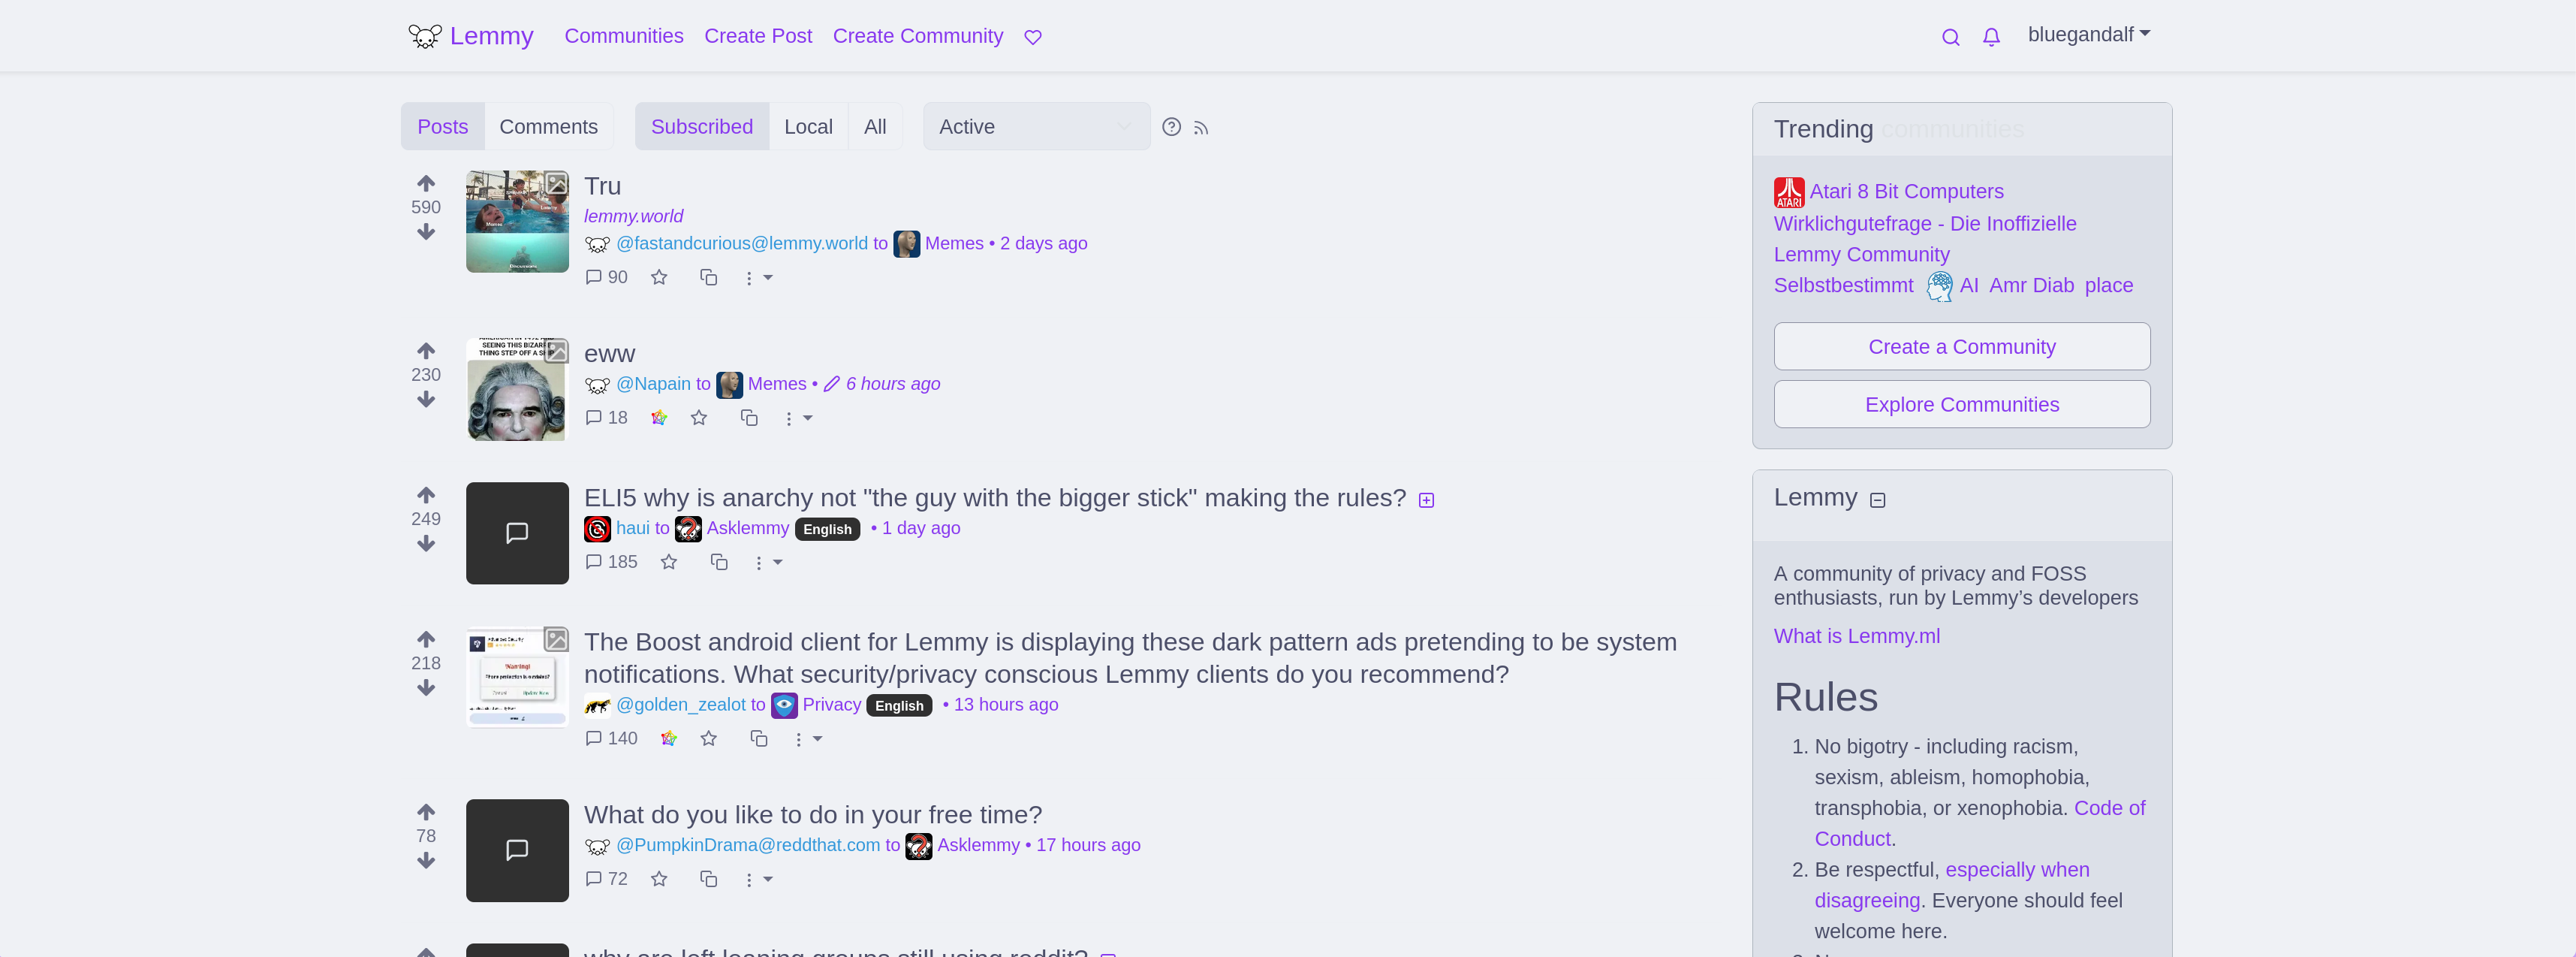 Lemmy Communities Create Post Create Community bluegandalf
Posts Comments Subscribed Local All Active
590
Tru
lemmy.world
@fastandcurious@lemmy.world to Memes • 2 days ago
90
SEEING THIS BIZARRE
THING STEP OFF A SHIP
230
eww
@Napain to Memes • 6 hours ago
18
249
ELI5 why is anarchy not "the guy with the bigger stick" making the rules?
haui to Asklemmy English • 1 day ago
185
Warning!
218
The Boost android client for Lemmy is displaying these dark pattern ads pretending to be system
notifications. What security/privacy conscious Lemmy clients do you recommend?
@golden_zealot to Privacy English • 13 hours ago
140
78
What do you like to do in your free time?
@PumpkinDrama@reddthat.com to Asklemmy • 17 hours ago
72
why are left leaning groups still using reddit?
Trending communities
ATARI Atari 8 Bit Computers
Wirklichgutefrage - Die Inoffizielle
Lemmy Community
Selbstbestimmt AI Amr Diab place
Create a Community
Explore Communities
Lemmy
A community of privacy and FOSS
enthusiasts, run by Lemmy’s developers
What is Lemmy.ml
Rules
1. No bigotry - including racism,
sexism, ableism, homophobia,
transphobia, or xenophobia. Code of
Conduct.
2. Be respectful, especially when
disagreeing. Everyone should feel
welcome here.